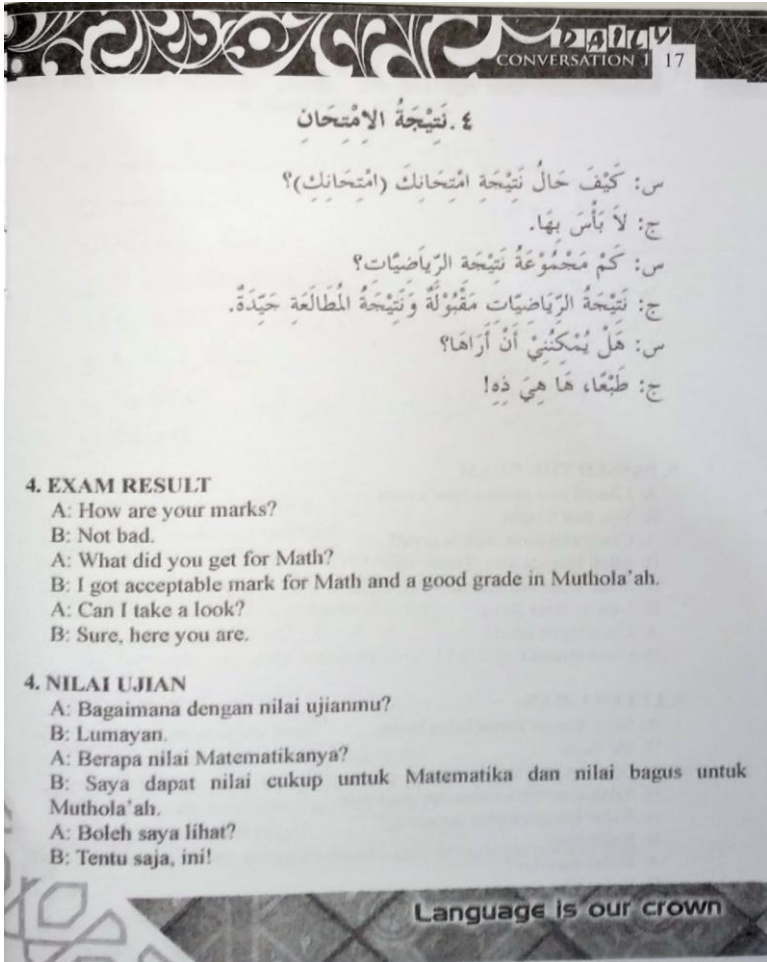 DAILY
CONVERSATION 1 17
٤. نَتِيْجَةُ الاِمْتِحَانِ
س: كَيْفَ حَالُ نَتِيْجَةِ امْتِحَانِكَ (امْتِحَانِكِ)؟
ج: لاَ بَأْسَ بِهَا.
س: كَمْ مَجْمُوْعَةُ نَتِيْجَةِ الرِّيَاضِيَّاتِ؟
ج: نَتِيْجَةُ الرِّيَاضِيَّاتِ مَقْبُوْلَةٌ وَنَتِيْجَةُ المُطَالَعَةِ جَيِّدَةٌ.
س: هَلْ يُمْكِنُنِيْ أَنْ أَرَاهَا؟
ج: طَبْعًا، هَا هِيَ ذِهِ!
4. EXAM RESULT
A: How are your marks?
B: Not bad.
A: What did you get for Math?
B: I got acceptable mark for Math and a good grade in Muthola'ah.
A: Can I take a look?
B: Sure, here you are.
4. NILAI UJIAN
A: Bagaimana dengan nilai ujianmu?
B: Lumayan.
A: Berapa nilai Matematikanya?
B: Saya dapat nilai cukup untuk Matematika dan nilai bagus untuk
Muthola'ah.
A: Boleh saya lihat?
B: Tentu saja, ini!
Language is our crown